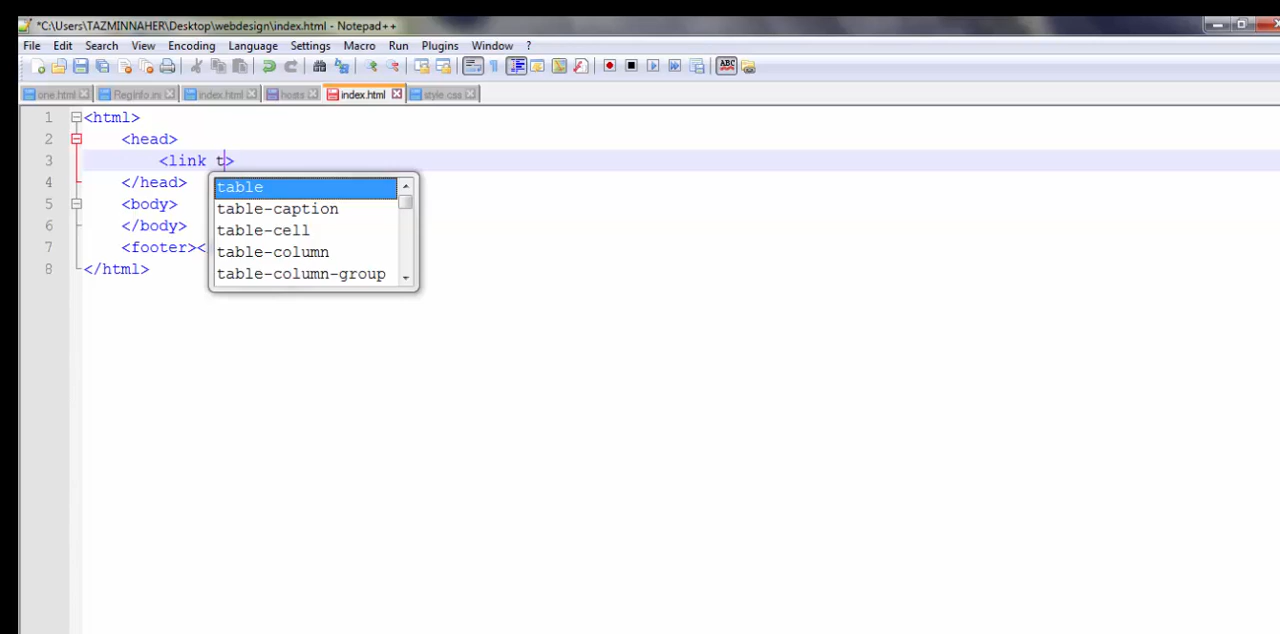 *C:\Users\TAZMINNAHER\Desktop\webdesign\index.html - Notepad++
File Edit Search View Encoding Language Settings Macro Run Plugins Window ?
one.html RegInfo.ini index.html hosts index.html style.css
1 <html>
2 <head>
3 <link t>
4 </head>
5 <body>
6 </body>
7 <footer><
8 </html>
table
table-caption
table-cell
table-column
table-column-group
ABC